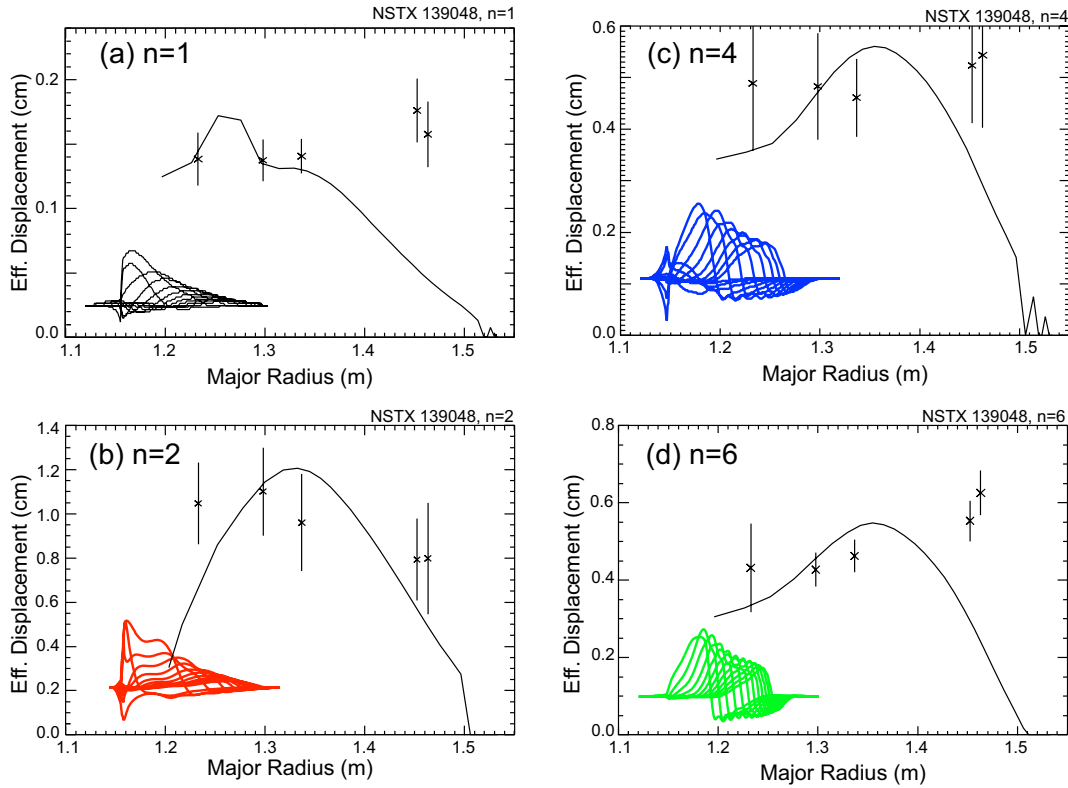 NSTX 139048, n=1
(a) n=1
Eff. Displacement (cm)
0.2
0.1
0.0
1.1 1.2 1.3 1.4 1.5
Major Radius (m)
NSTX 139048, n=4
(c) n=4
Eff. Displacement (cm)
0.6
0.4
0.2
0.0
1.1 1.2 1.3 1.4 1.5
Major Radius (m)
NSTX 139048, n=2
(b) n=2
Eff. Displacement (cm)
1.4
1.2
1.0
0.8
0.6
0.4
0.2
0.0
1.1 1.2 1.3 1.4 1.5
Major Radius (m)
NSTX 139048, n=6
(d) n=6
Eff. Displacement (cm)
0.8
0.6
0.4
0.2
0.0
1.1 1.2 1.3 1.4 1.5
Major Radius (m)